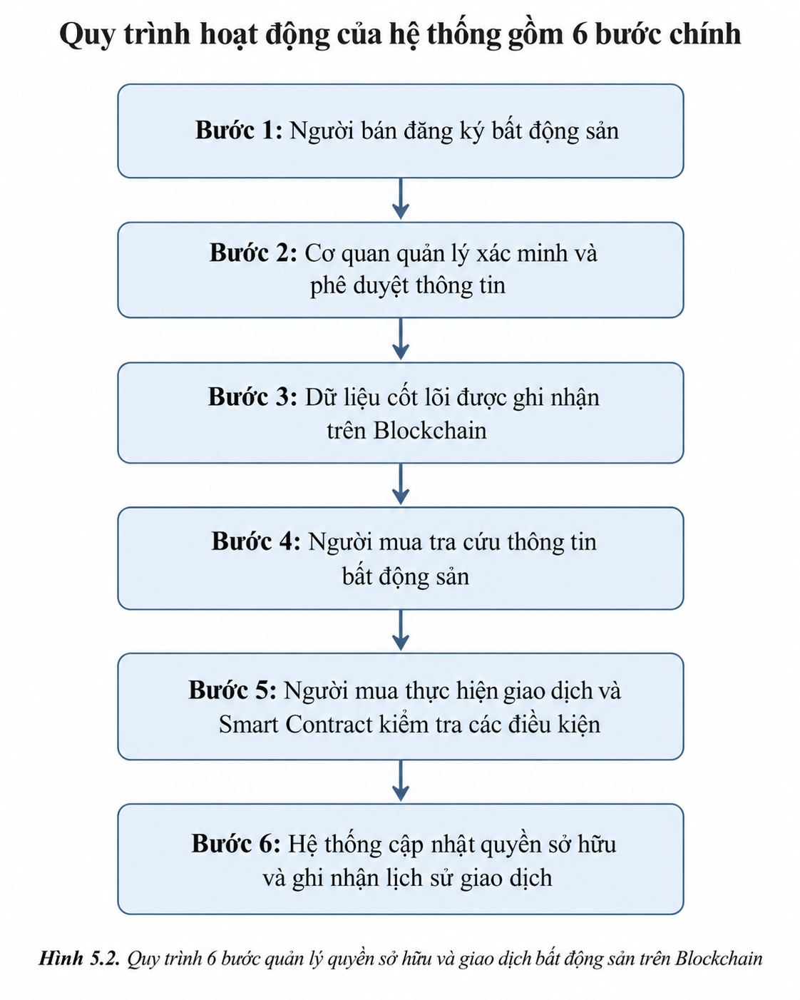 Quy trình hoạt động của hệ thống gồm 6 bước chính
Bước 1: Người bán đăng ký bất động sản
Bước 2: Cơ quan quản lý xác minh và
phê duyệt thông tin
Bước 3: Dữ liệu cốt lõi được ghi nhận
trên Blockchain
Bước 4: Người mua tra cứu thông tin
bất động sản
Bước 5: Người mua thực hiện giao dịch và
Smart Contract kiểm tra các điều kiện
Bước 6: Hệ thống cập nhật quyền sở hữu
và ghi nhận lịch sử giao dịch
Hình 5.2. Quy trình 6 bước quản lý quyền sở hữu và giao dịch bất động sản trên Blockchain